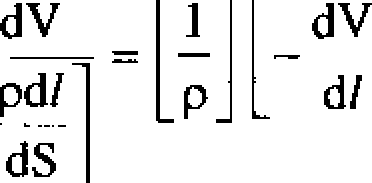 dV / (ρdl / dS) = [1 / ρ] [− dV / dl